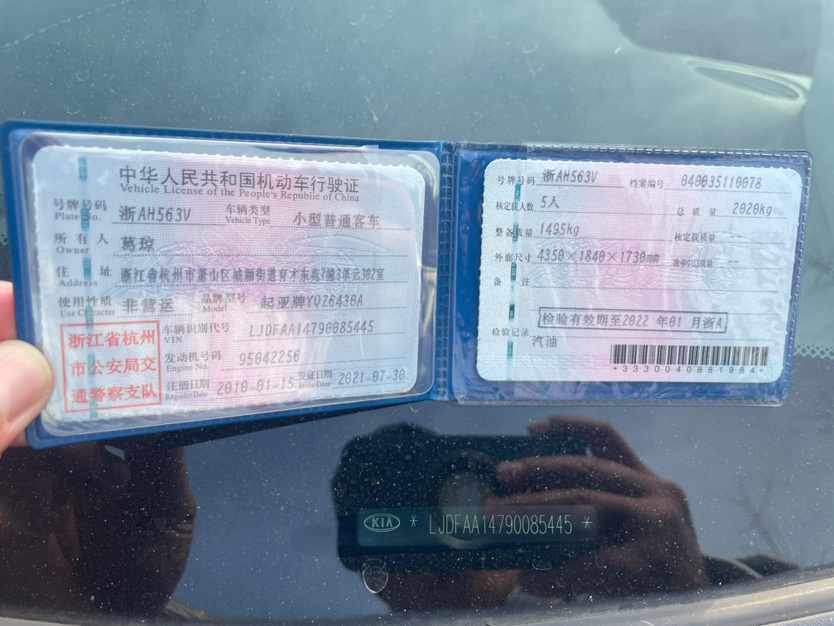 中华人民共和国机动车行驶证
Vehicle License of the People's Republic of China
号牌号码 浙AH563V 车辆类型 小型普通客车
Plate No. Vehicle Type
所有人 葛琼
Owner
住址 浙江省杭州市萧山区城厢街道育才东苑7幢3单元302室
Address
使用性质 非营运 品牌型号 起亚牌YQZ6430A
Use Character Model
浙江省杭州
市公安局交
通警察支队
车辆识别代号 LJDFAA14790085445
VIN
发动机号码 95042256
Engine No.
注册日期 2010-01-15 发证日期 2021-07-30
Register Date Issue Date
号牌号码 浙AH563V 档案编号 040035110078
核定载人数 5人 总质量 2020kg
整备质量 1495kg 核定载质量 --
外廓尺寸 4350×1840×1730mm 准牵引总质量 --
备注
检验有效期至2022年01月浙A
检验记录
汽油
KIA * LJDFAA14790085445 *